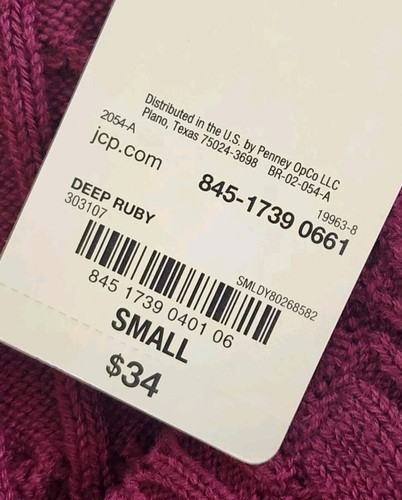 Distributed in the U.S. by Penney OpCo LLC
Plano, Texas 75024-3698 BR-02-054-A
2054-A
jcp.com
19963-8
845-1739 0661
DEEP RUBY
303107
SMLDY80268582
845 1739 0401 06
SMALL
$34